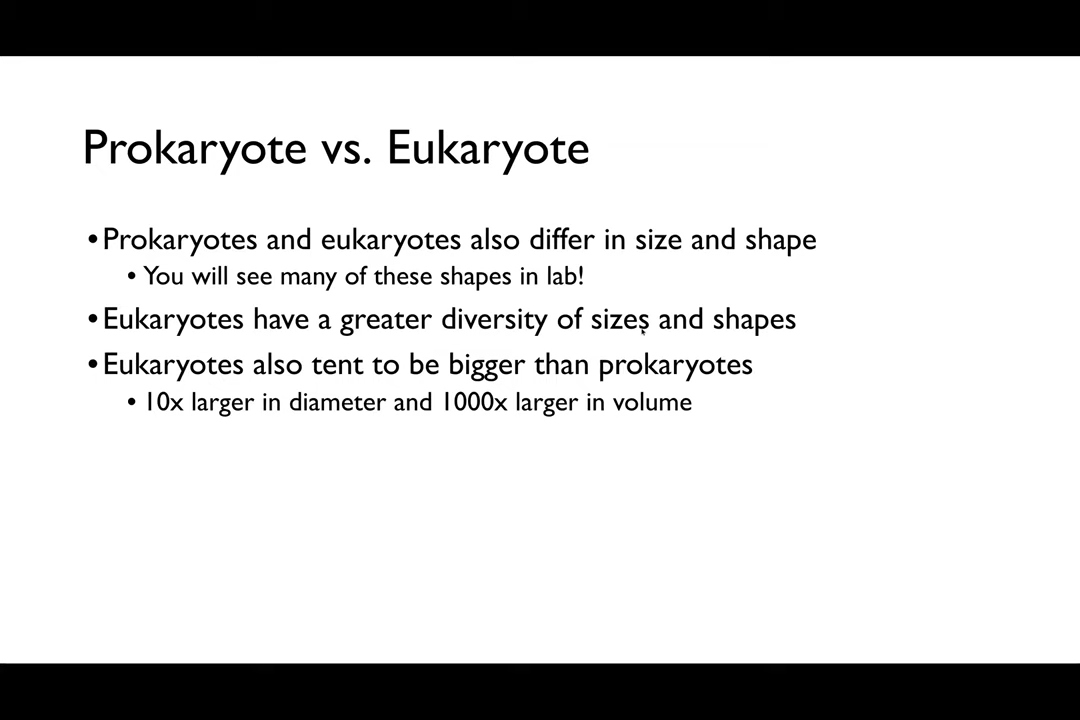 Prokaryote vs. Eukaryote
•Prokaryotes and eukaryotes also differ in size and shape
• You will see many of these shapes in lab!
•Eukaryotes have a greater diversity of sizes and shapes
•Eukaryotes also tent to be bigger than prokaryotes
• 10x larger in diameter and 1000x larger in volume